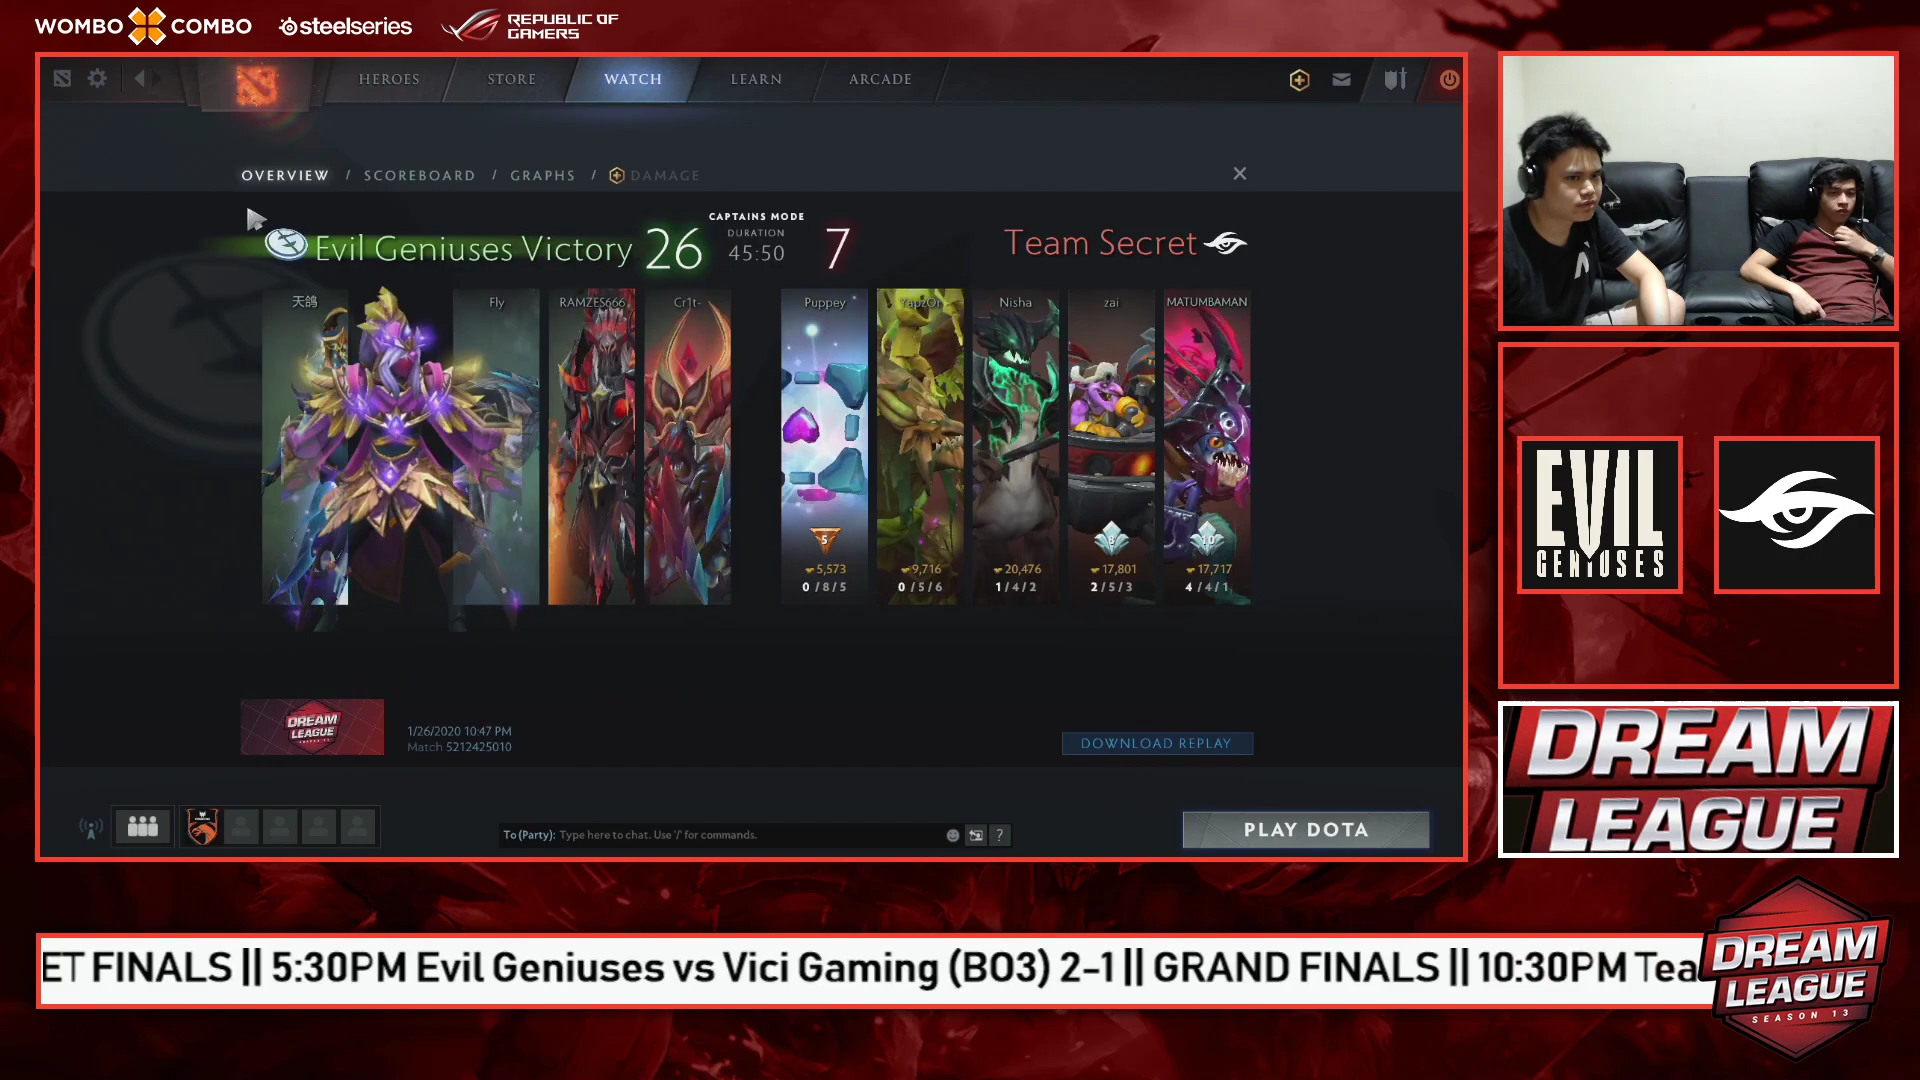 WOMBO COMBO
steelseries
REPUBLIC OF
GAMERS
HEROES
STORE
WATCH
LEARN
ARCADE
OVERVIEW / SCOREBOARD / GRAPHS / DAMAGE
Evil Geniuses Victory 26
CAPTAINS MODE
DURATION
45:50
7
Team Secret
天鸽
Fly
RAMZES666
Cr1t-
Puppey
YapzOr
Nisha
zai
MATUMBAMAN
5
8
10
5,573
9,716
20,476
17,801
17,717
0 / 8 / 5
0 / 5 / 6
1 / 4 / 2
2 / 5 / 3
4 / 4 / 1
DREAM
LEAGUE
1/26/2020 10:47 PM
Match 5212425010
DOWNLOAD REPLAY
To (Party): Type here to chat. Use '/' for commands.
?
PLAY DOTA
EVIL
GENIUSES
DREAM
LEAGUE
ET FINALS || 5:30PM Evil Geniuses vs Vici Gaming (BO3) 2-1 || GRAND FINALS || 10:30PM Tea
DREAM
LEAGUE
SEASON 13